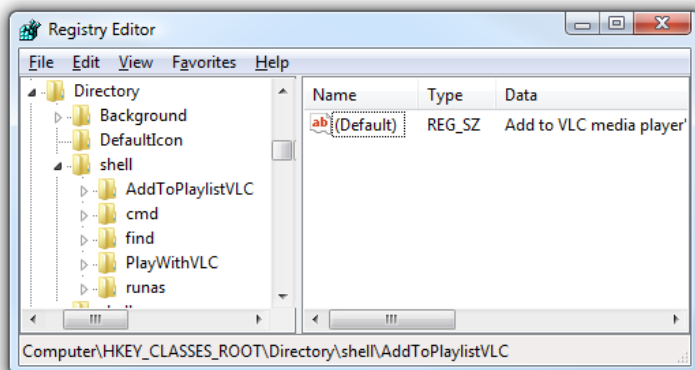 Registry Editor
File Edit View Favorites Help
Directory
Background
DefaultIcon
shell
AddToPlaylistVLC
cmd
find
PlayWithVLC
runas
Name Type Data
ab (Default) REG_SZ Add to VLC media player'
Computer\HKEY_CLASSES_ROOT\Directory\shell\AddToPlaylistVLC